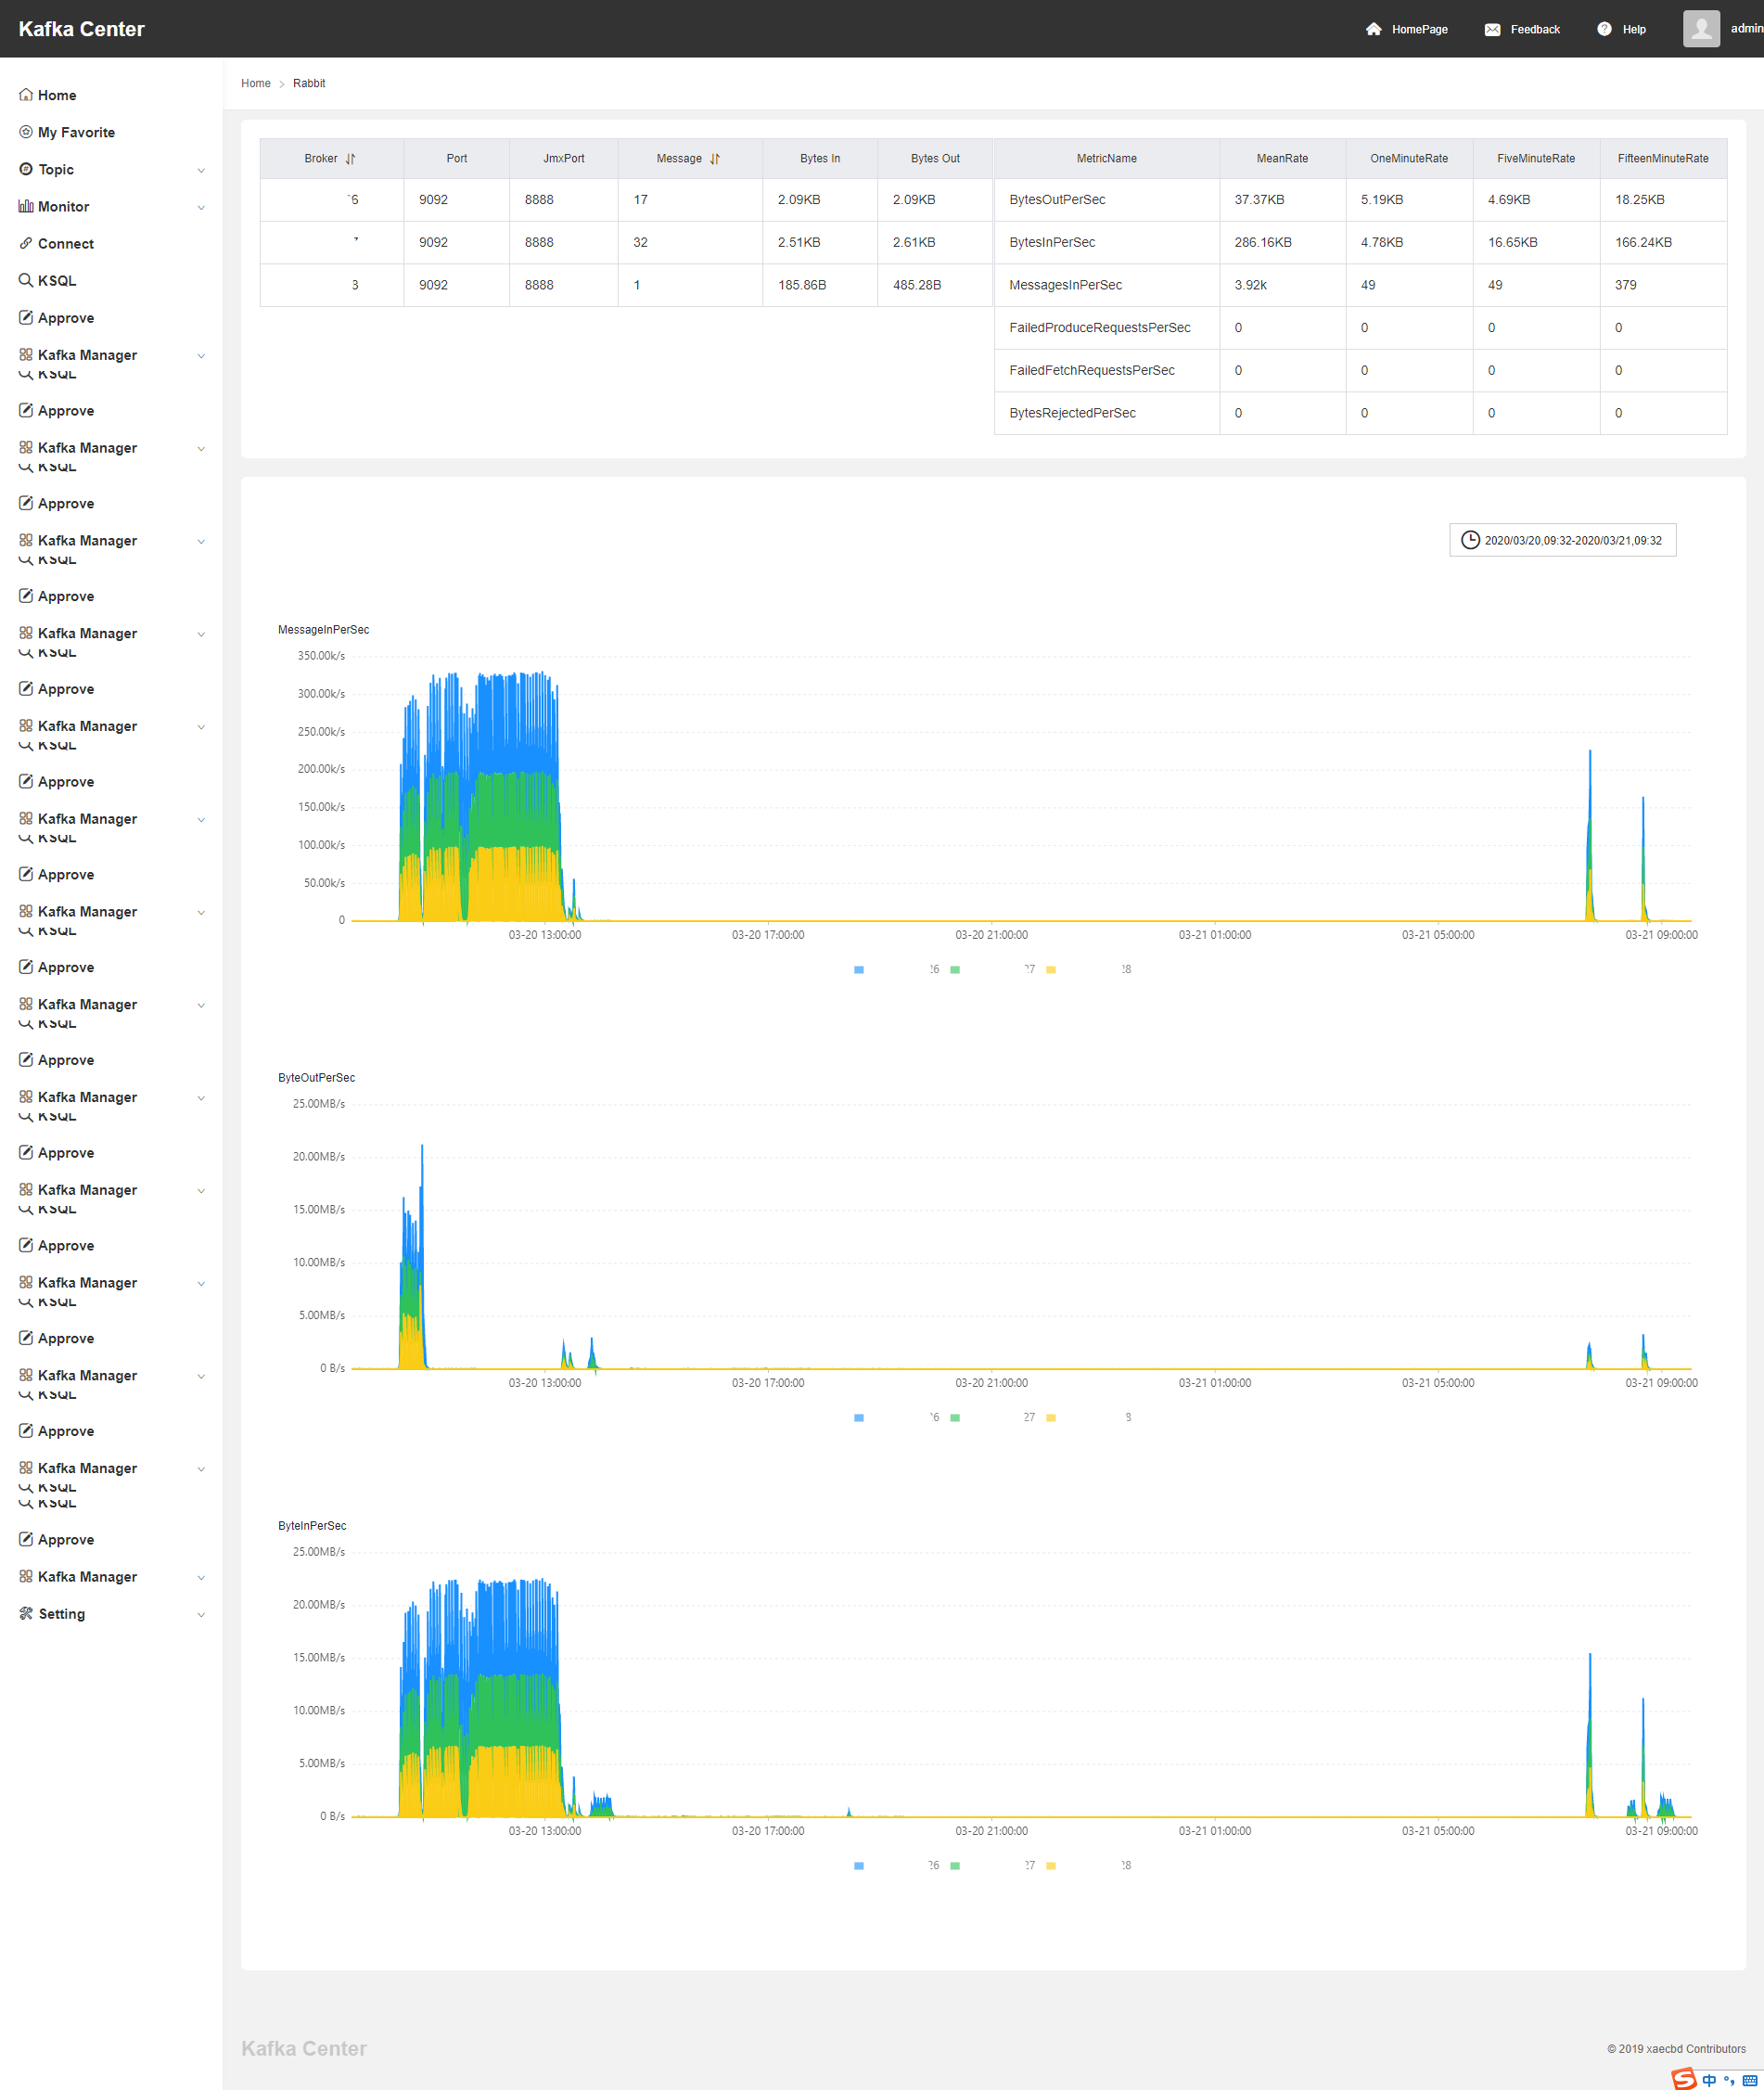 Kafka Center
HomePage Feedback Help admin
Home
My Favorite
Topic
Monitor
Connect
KSQL
Approve
Kafka Manager
KSQL
Approve
Kafka Manager
KSQL
Approve
Kafka Manager
KSQL
Approve
Kafka Manager
KSQL
Approve
Kafka Manager
KSQL
Approve
Kafka Manager
KSQL
Approve
Kafka Manager
KSQL
Approve
Kafka Manager
KSQL
Approve
Kafka Manager
KSQL
Approve
Kafka Manager
KSQL
Approve
Kafka Manager
KSQL
Approve
Kafka Manager
KSQL
Approve
Kafka Manager
KSQL
KSQL
Approve
Kafka Manager
Setting
Home > Rabbit
Broker Port JmxPort Message Bytes In Bytes Out
6 9092 8888 17 2.09KB 2.09KB
9092 8888 32 2.51KB 2.61KB
9092 8888 1 185.86B 485.28B
MetricName MeanRate OneMinuteRate FiveMinuteRate FifteenMinuteRate
BytesOutPerSec 37.37KB 5.19KB 4.69KB 18.25KB
BytesInPerSec 286.16KB 4.78KB 16.65KB 166.24KB
MessagesInPerSec 3.92k 49 49 379
FailedProduceRequestsPerSec 0 0 0 0
FailedFetchRequestsPerSec 0 0 0 0
BytesRejectedPerSec 0 0 0 0
2020/03/20,09:32-2020/03/21,09:32
MessageInPerSec
350.00k/s
300.00k/s
250.00k/s
200.00k/s
150.00k/s
100.00k/s
50.00k/s
0
03-20 13:00:00 03-20 17:00:00 03-20 21:00:00 03-21 01:00:00 03-21 05:00:00 03-21 09:00:00
26 27 28
ByteOutPerSec
25.00MB/s
20.00MB/s
15.00MB/s
10.00MB/s
5.00MB/s
0 B/s
03-20 13:00:00 03-20 17:00:00 03-20 21:00:00 03-21 01:00:00 03-21 05:00:00 03-21 09:00:00
6 27 8
ByteInPerSec
25.00MB/s
20.00MB/s
15.00MB/s
10.00MB/s
5.00MB/s
0 B/s
03-20 13:00:00 03-20 17:00:00 03-20 21:00:00 03-21 01:00:00 03-21 05:00:00 03-21 09:00:00
26 27 28
Kafka Center
© 2019 xaecbd Contributors
中